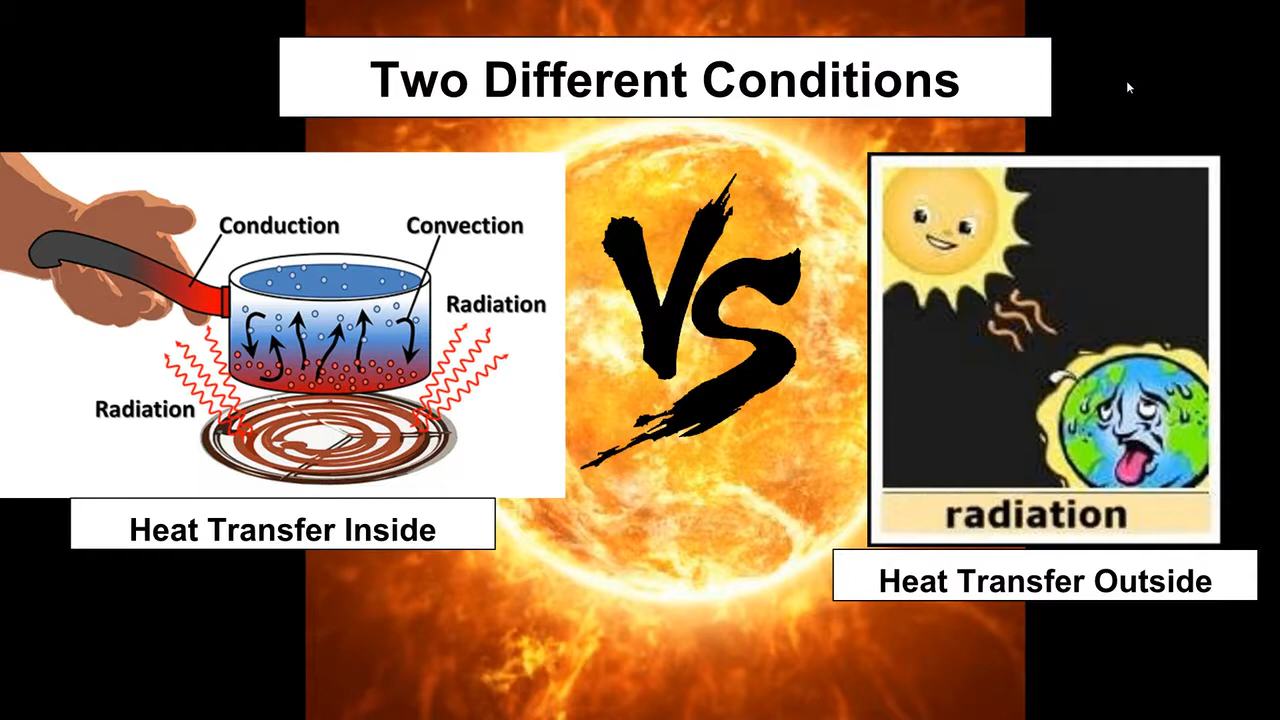 Two Different Conditions
Conduction
Convection
Radiation
Radiation
VS
radiation
Heat Transfer Inside
Heat Transfer Outside